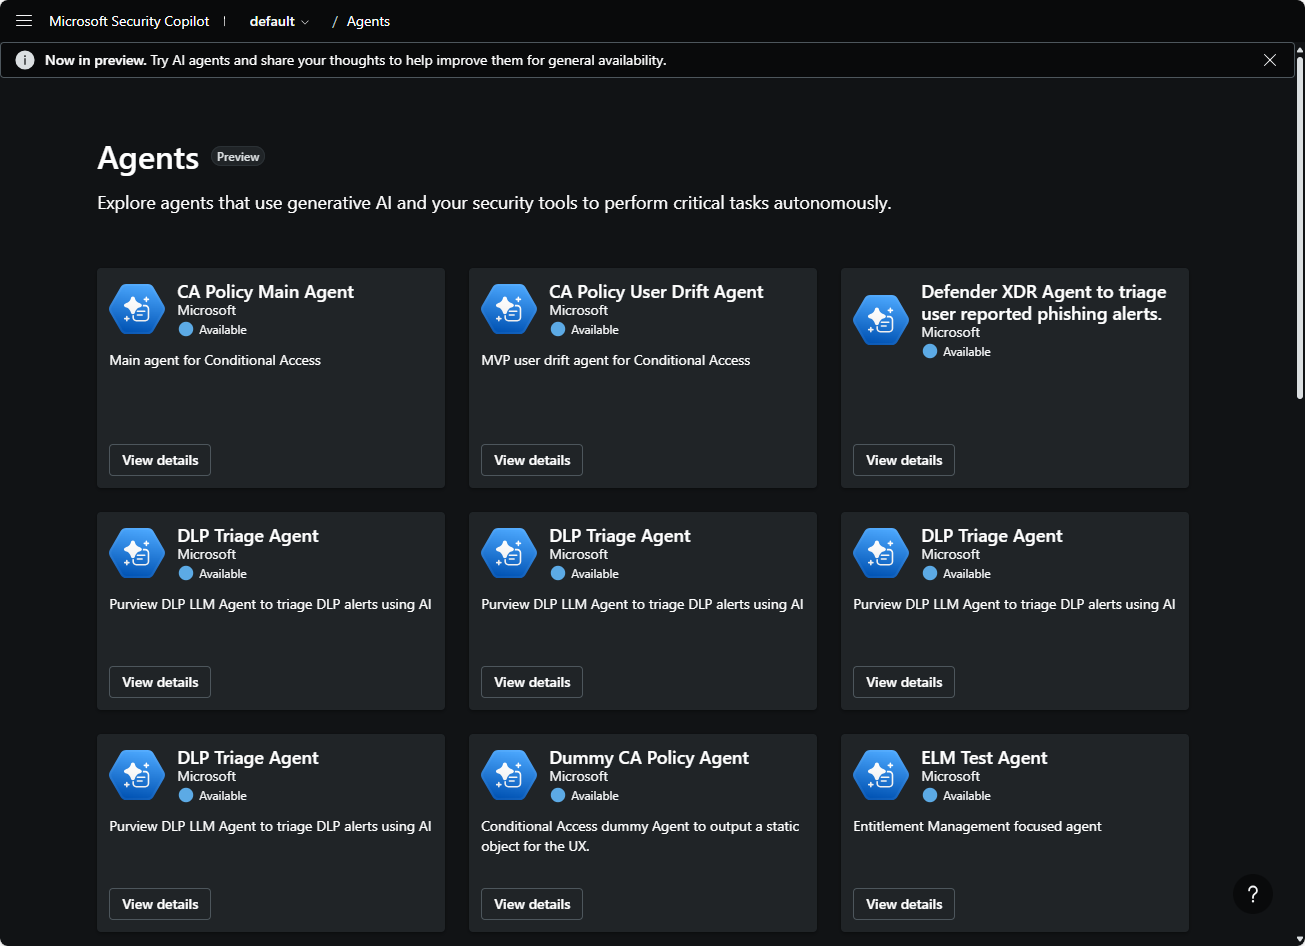 Microsoft Security Copilot | default / Agents
i Now in preview. Try AI agents and share your thoughts to help improve them for general availability.
Agents Preview
Explore agents that use generative AI and your security tools to perform critical tasks autonomously.
CA Policy Main Agent
Microsoft
Available
Main agent for Conditional Access
View details
CA Policy User Drift Agent
Microsoft
Available
MVP user drift agent for Conditional Access
View details
Defender XDR Agent to triage
user reported phishing alerts.
Microsoft
Available
View details
DLP Triage Agent
Microsoft
Available
Purview DLP LLM Agent to triage DLP alerts using AI
View details
DLP Triage Agent
Microsoft
Available
Purview DLP LLM Agent to triage DLP alerts using AI
View details
DLP Triage Agent
Microsoft
Available
Purview DLP LLM Agent to triage DLP alerts using AI
View details
DLP Triage Agent
Microsoft
Available
Purview DLP LLM Agent to triage DLP alerts using AI
View details
Dummy CA Policy Agent
Microsoft
Available
Conditional Access dummy Agent to output a static
object for the UX.
View details
ELM Test Agent
Microsoft
Available
Entitlement Management focused agent
View details
?